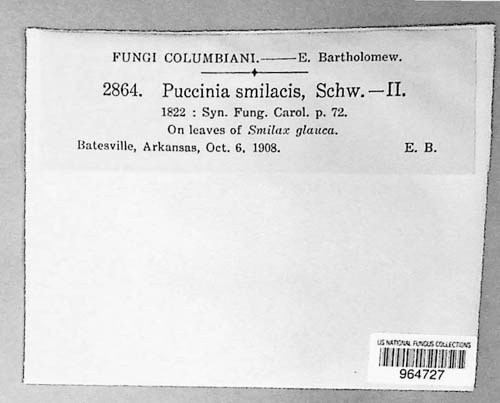 FUNGI COLUMBIANI.——E. Bartholomew.
2864. Puccinia smilacis, Schw.—II.
1822 : Syn. Fung. Carol. p. 72.
On leaves of Smilax glauca.
Batesville, Arkansas, Oct. 6, 1908. E. B.
US NATIONAL FUNGUS COLLECTIONS
964727